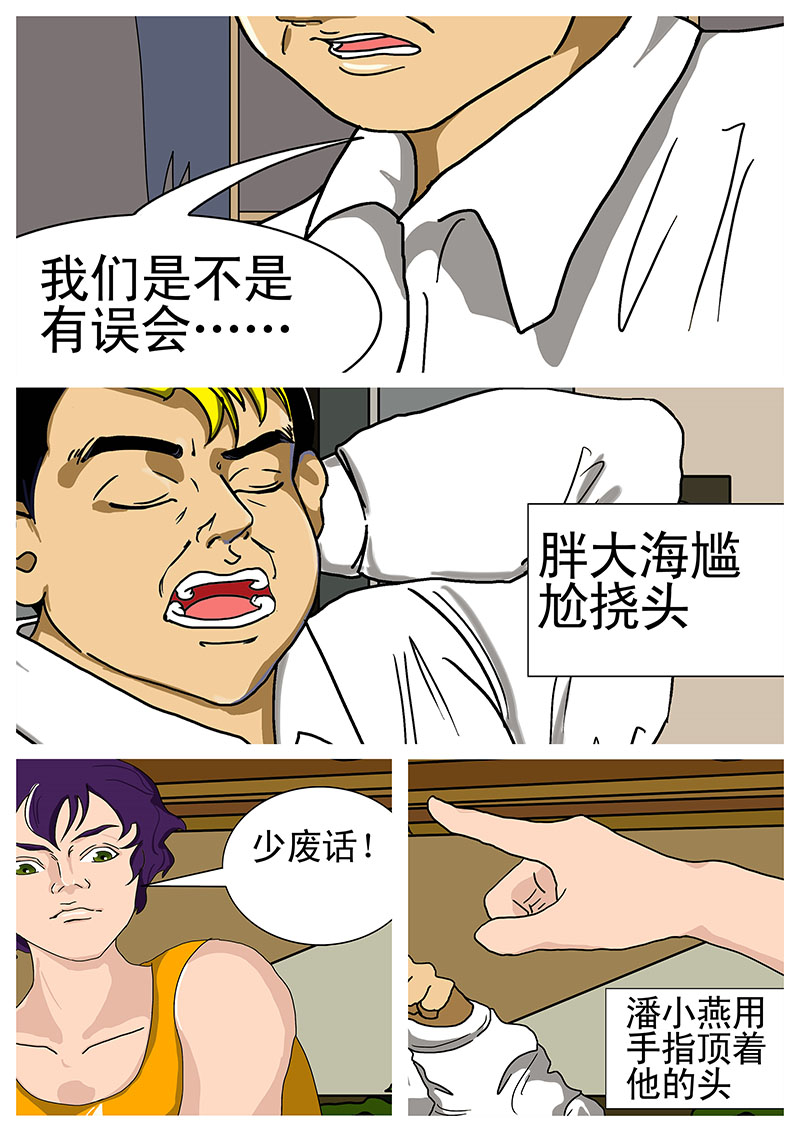 我们是不是
有误会……
胖大海尴
尬挠头
少废话！
潘小燕用
手指顶着
他的头